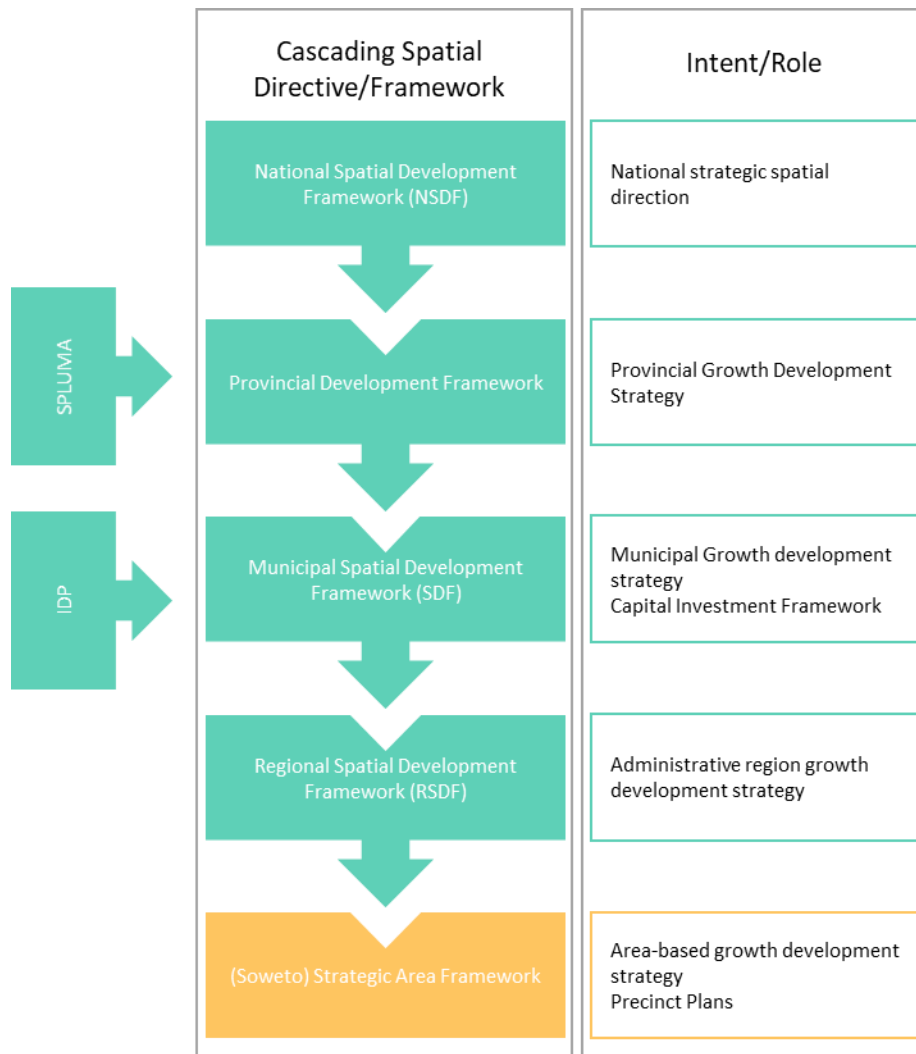 Cascading Spatial
Directive/Framework
Intent/Role
National Spatial Development
Framework (NSDF)
National strategic spatial
direction
SPLUMA
Provincial Development Framework
Provincial Growth Development
Strategy
IDP
Municipal Spatial Development
Framework (SDF)
Municipal Growth development
strategy
Capital Investment Framework
Regional Spatial Development
Framework (RSDF)
Administrative region growth
development strategy
(Soweto) Strategic Area Framework
Area-based growth development
strategy
Precinct Plans